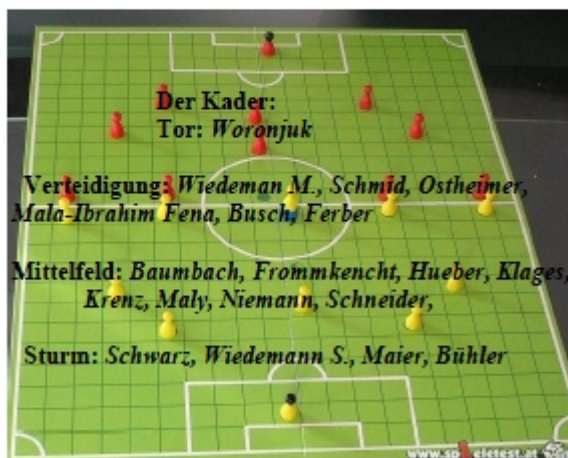 Der Kader:
Tor: Woronjuk
Verteidigung: Wiedeman M., Schmid, Ostheimer,
Mala-Ibrahim Fena, Busch, Ferber
Mittelfeld: Baumbach, Frommkencht, Hueber, Klages,
Krenz, Maly, Niemann, Schneider,
Sturm: Schwarz, Wiedemann S., Maier, Bühler
www.spieletest.at